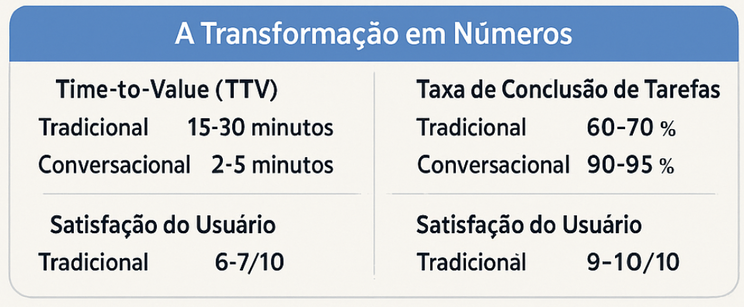 A Transformação em Números
Time-to-Value (TTV)
Tradicional 15-30 minutos
Conversacional 2-5 minutos
Taxa de Conclusão de Tarefas
Tradicional 60-70 %
Conversacional 90-95 %
Satisfação do Usuário
Tradicional 6-7/10
Satisfação do Usuário
Tradicional 9-10/10